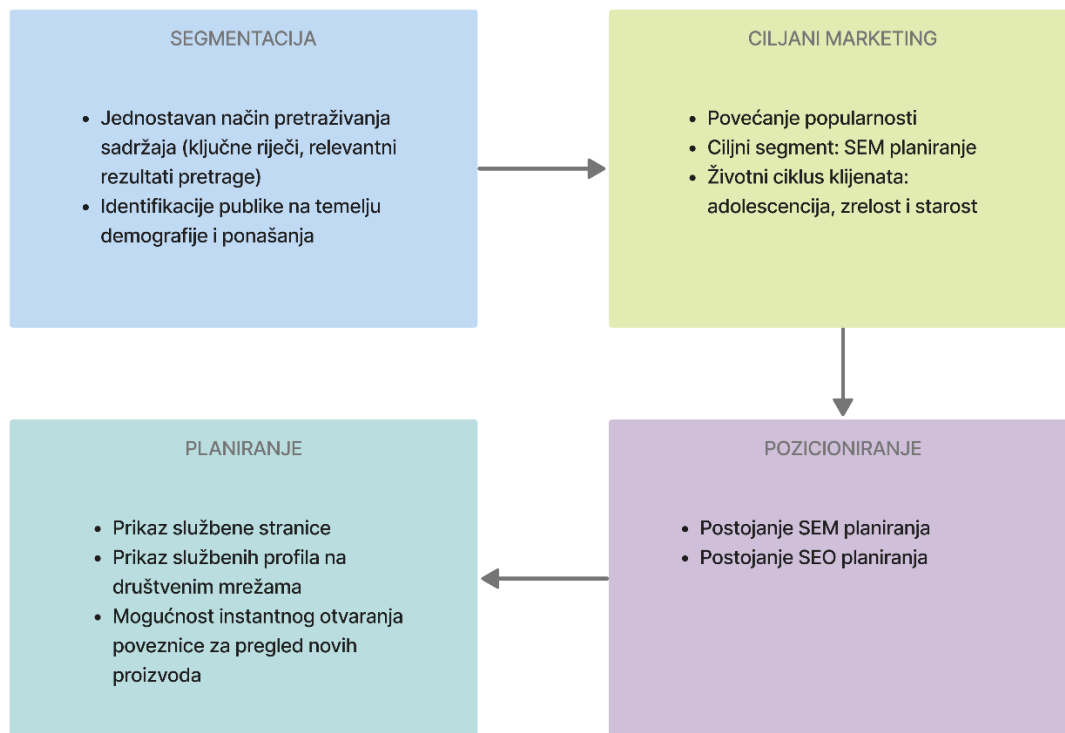 SEGMENTACIJA
• Jednostavan način pretraživanja
sadržaja (ključne riječi, relevantni
rezultati pretrage)
• Identifikacije publike na temelju
demografije i ponašanja
CILJANI MARKETING
• Povećanje popularnosti
• Ciljni segment: SEM planiranje
• Životni ciklus klijenata:
adolescencija, zrelost i starost
POZICIONIRANJE
• Postojanje SEM planiranja
• Postojanje SEO planiranja
PLANIRANJE
• Prikaz službene stranice
• Prikaz službenih profila na
društvenim mrežama
• Mogućnost instantnog otvaranja
poveznice za pregled novih
proizvoda